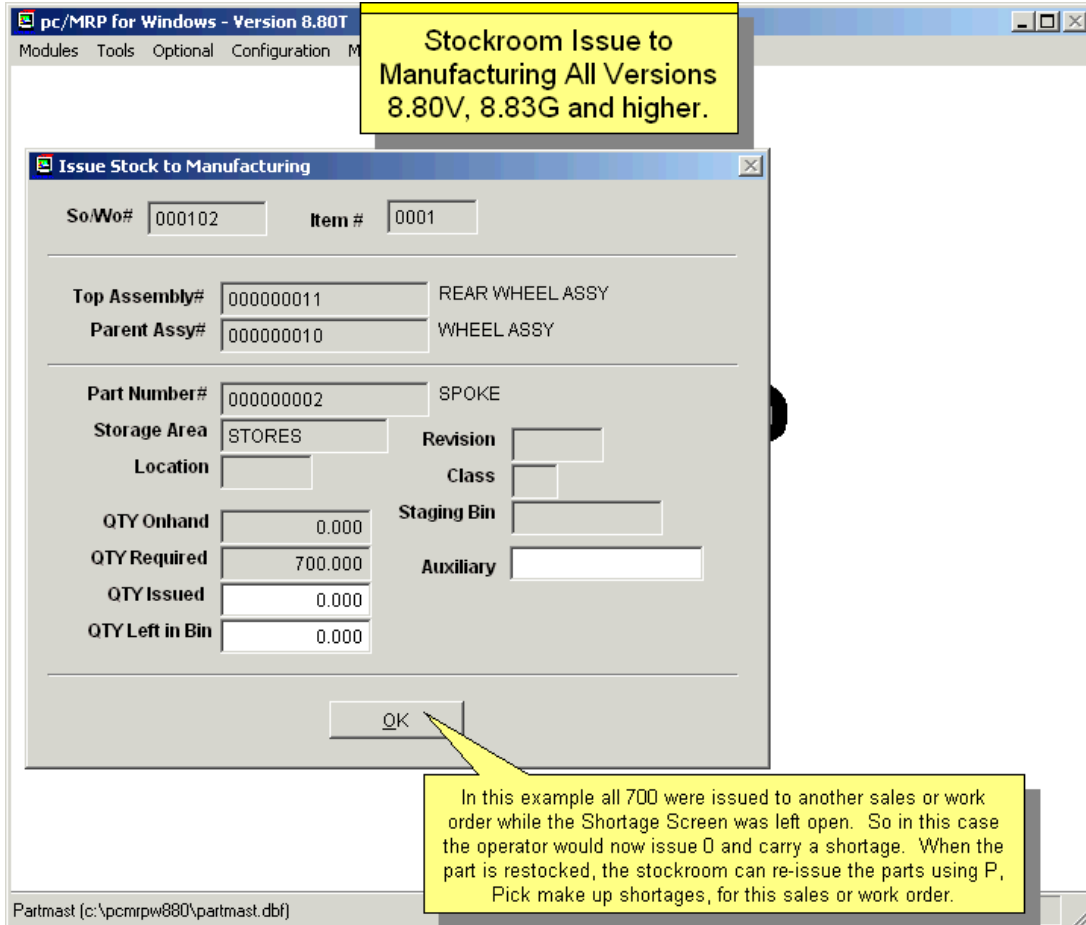 pc/MRP for Windows - Version 8.80T
Modules Tools Optional Configuration M
Stockroom Issue to
Manufacturing All Versions
8.80V, 8.83G and higher.
Issue Stock to Manufacturing
So/Wo# 000102 Item # 0001
Top Assembly# 000000011 REAR WHEEL ASSY
Parent Assy# 000000010 WHEEL ASSY
Part Number# 000000002 SPOKE
Storage Area STORES Revision
Location Class
QTY Onhand 0.000 Staging Bin
QTY Required 700.000 Auxiliary
QTY Issued 0.000
QTY Left in Bin 0.000
OK
In this example all 700 were issued to another sales or work
order while the Shortage Screen was left open. So in this case
the operator would now issue 0 and carry a shortage. When the
part is restocked, the stockroom can re-issue the parts using P,
Pick make up shortages, for this sales or work order.
Partmast (c:\pcmrpw880\partmast.dbf)